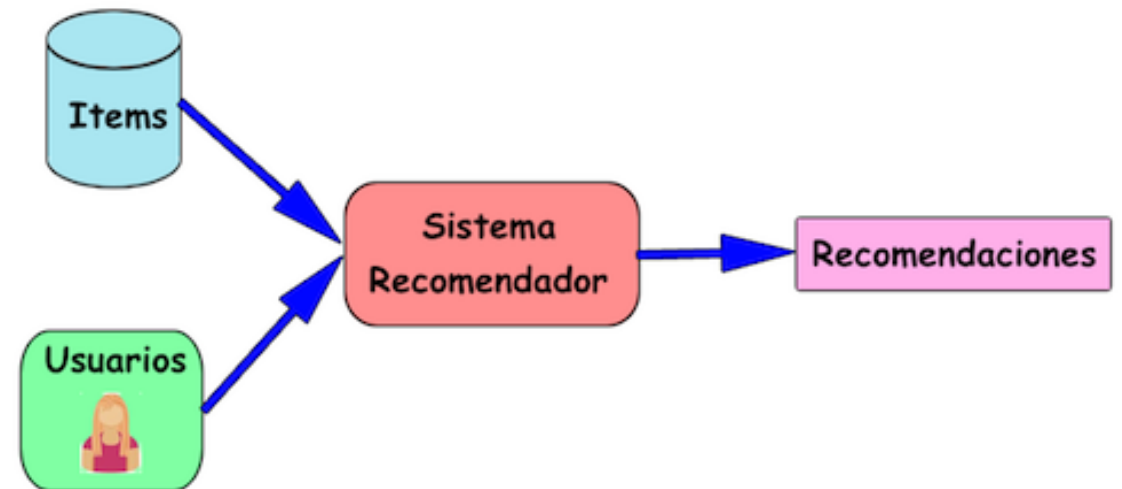 Items
Sistema
Recomendador
Recomendaciones
Usuarios